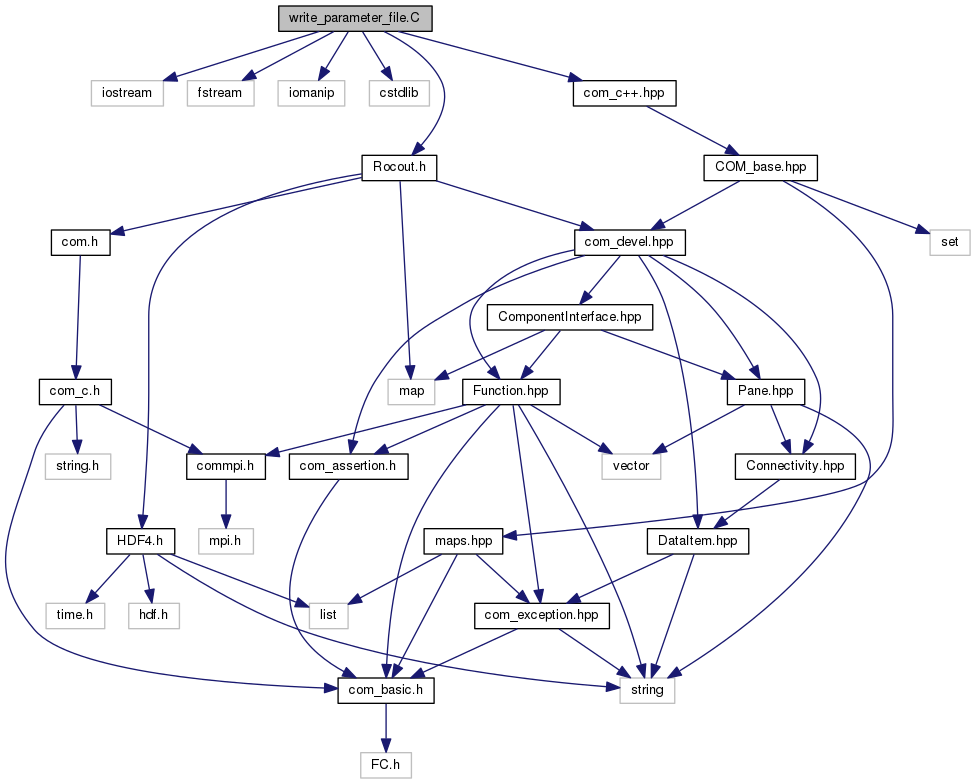 write_parameter_file.C
iostream
fstream
iomanip
cstdlib
com_c++.hpp
Rocout.h
COM_base.hpp
com.h
com_devel.hpp
set
ComponentInterface.hpp
com_c.h
map
Function.hpp
Pane.hpp
string.h
commpi.h
com_assertion.h
vector
Connectivity.hpp
HDF4.h
mpi.h
maps.hpp
DataItem.hpp
time.h
hdf.h
list
com_exception.hpp
com_basic.h
string
FC.h